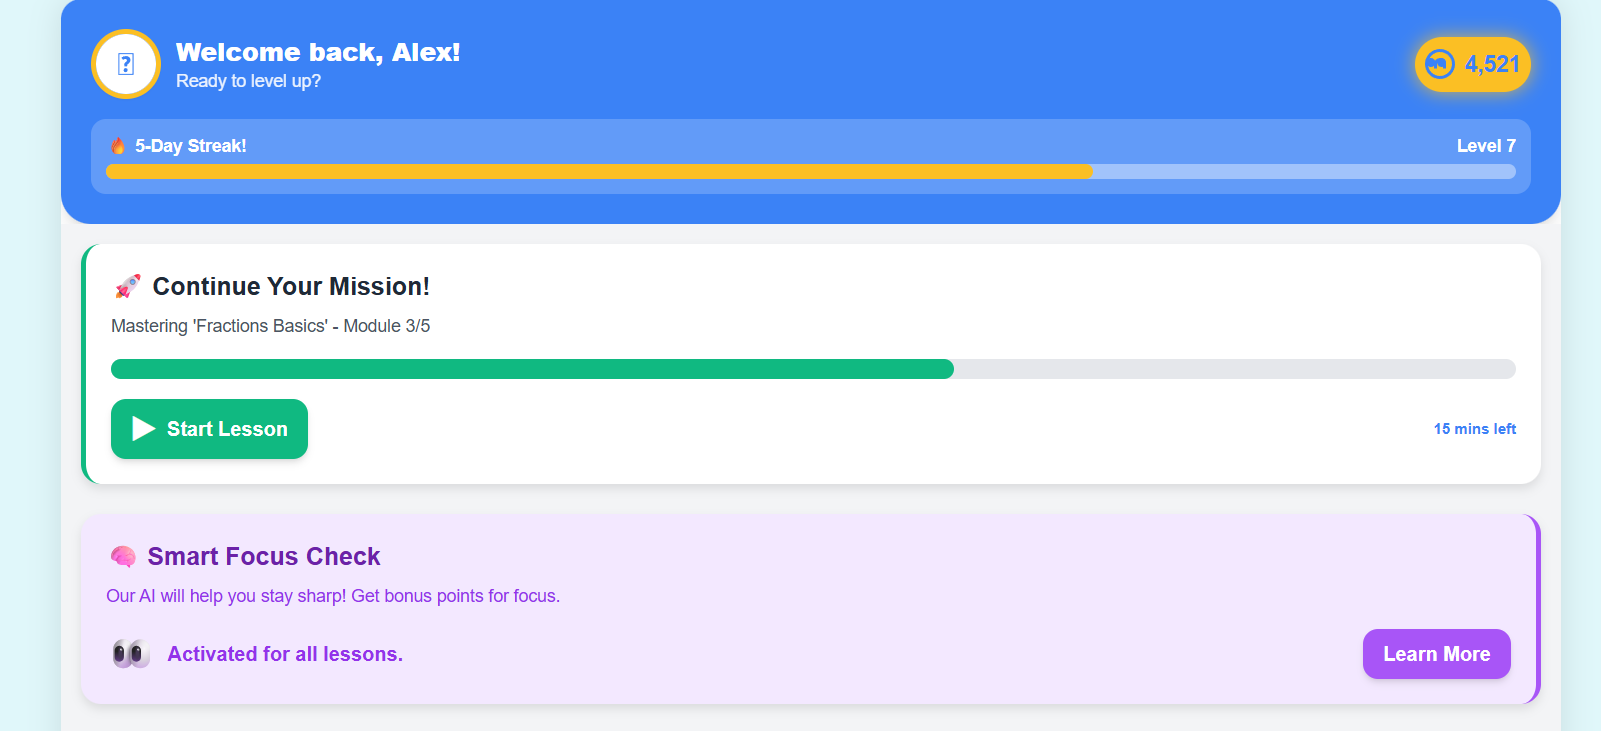 Welcome back, Alex!
Ready to level up?
4,521
5-Day Streak!
Level 7
Continue Your Mission!
Mastering 'Fractions Basics' - Module 3/5
Start Lesson
15 mins left
Smart Focus Check
Our AI will help you stay sharp! Get bonus points for focus.
Activated for all lessons.
Learn More